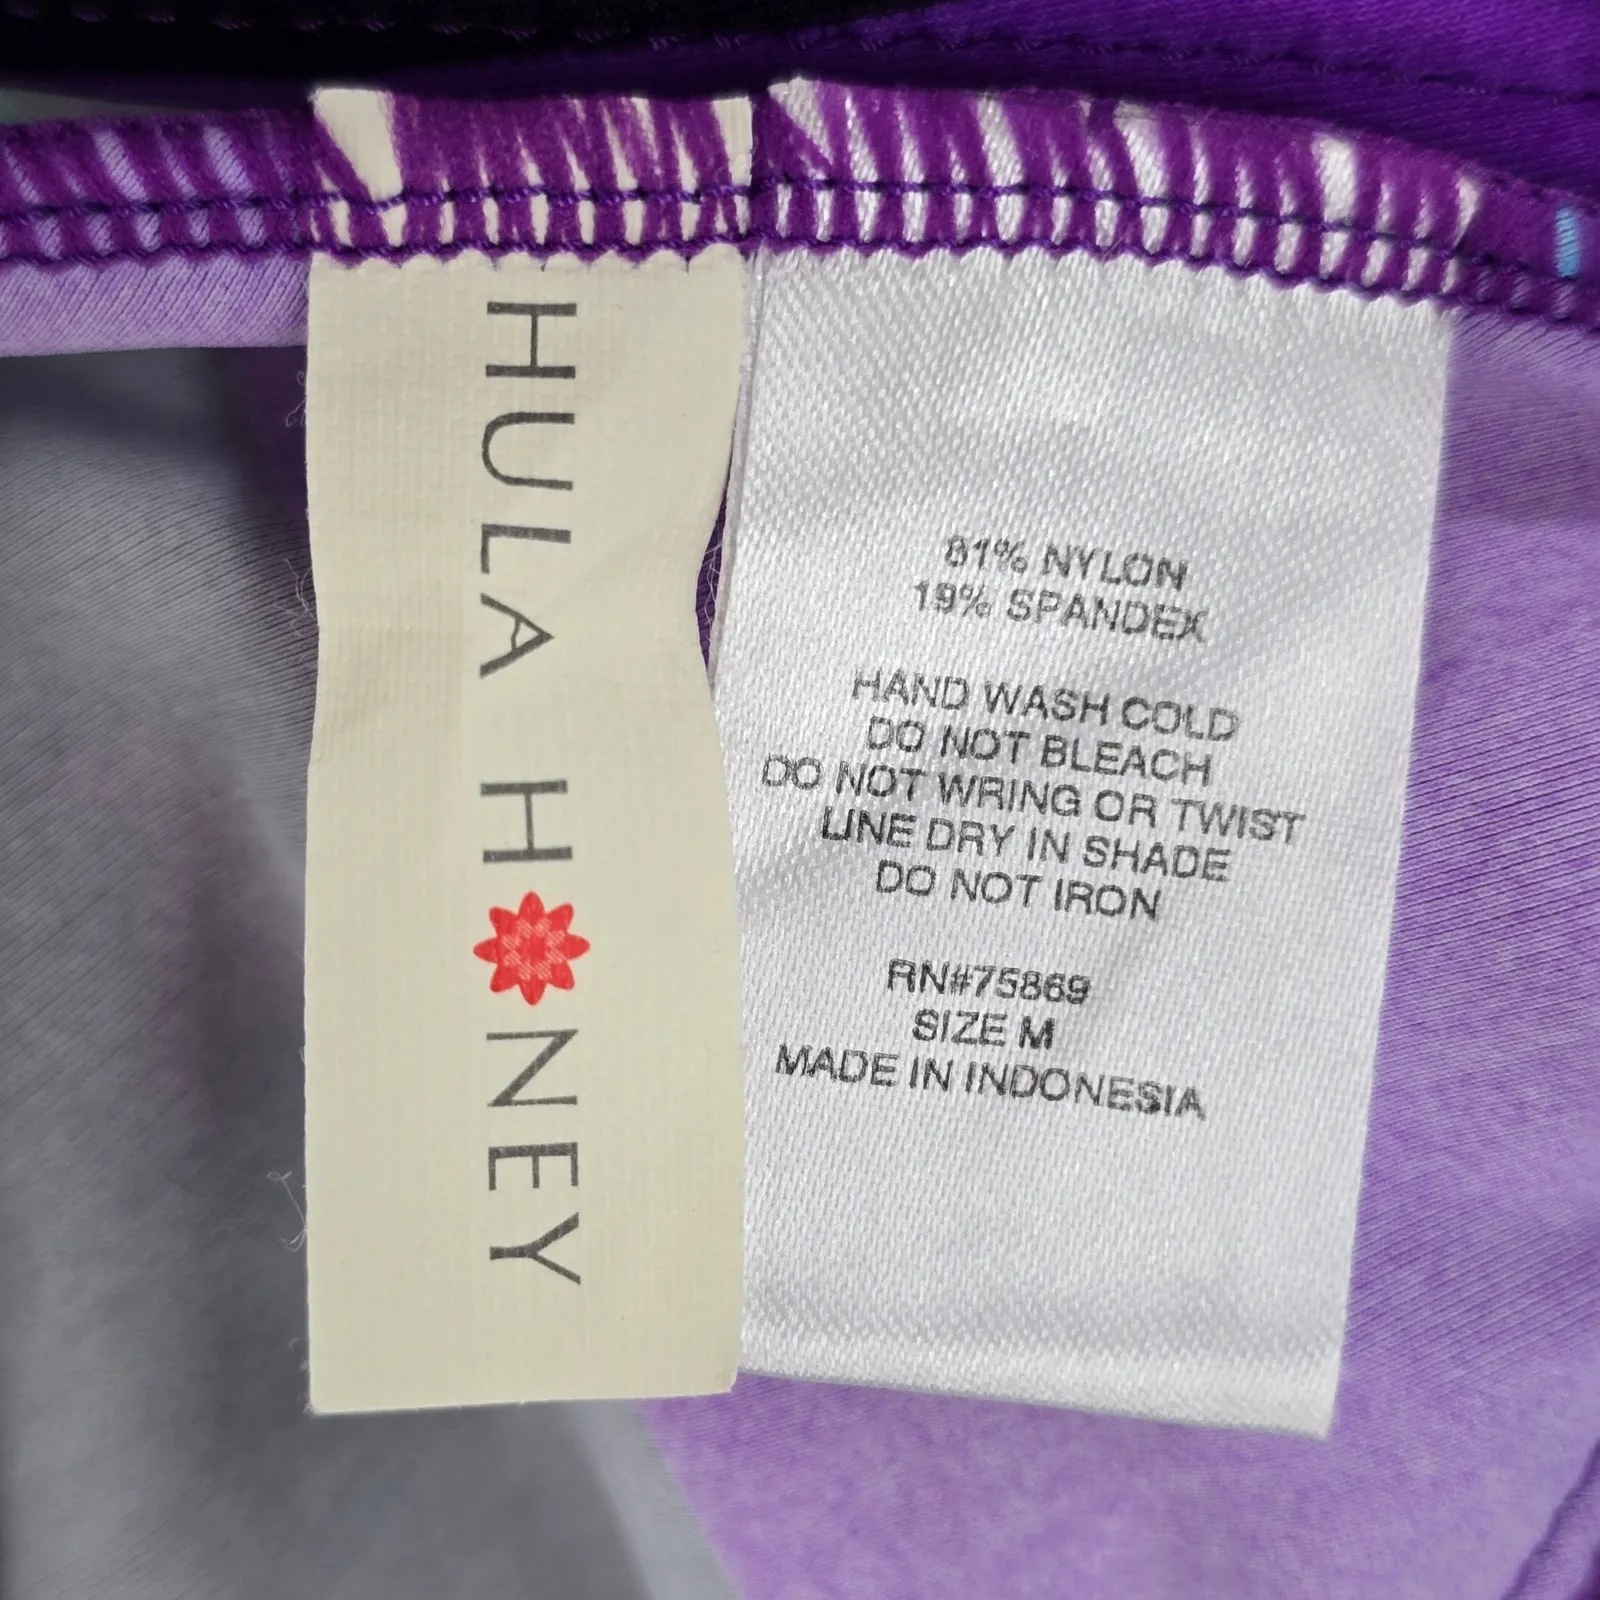 HULA HONEY
81% NYLON
19% SPANDEX
HAND WASH COLD
DO NOT BLEACH
DO NOT WRING OR TWIST
LINE DRY IN SHADE
DO NOT IRON
RN#75869
SIZE M
MADE IN INDONESIA